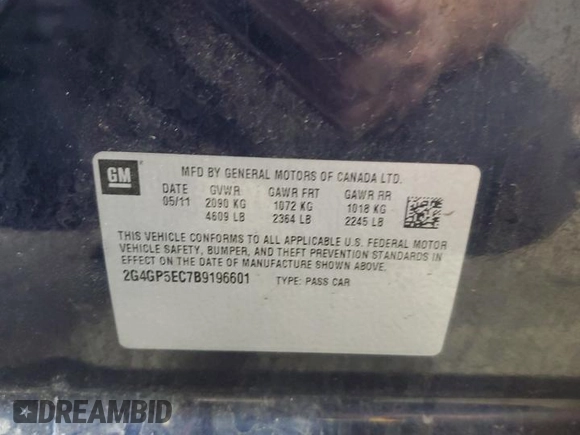 GM
MFD BY GENERAL MOTORS OF CANADA LTD.
DATE GVWR GAWR FRT GAWR RR
05/11 2090 KG 1072 KG 1018 KG
4609 LB 2364 LB 2245 LB
THIS VEHICLE CONFORMS TO ALL APPLICABLE U.S. FEDERAL MOTOR
VEHICLE SAFETY, BUMPER, AND THEFT PREVENTION STANDARDS IN
EFFECT ON THE DATE OF MANUFACTURE SHOWN ABOVE.
2G4GP5EC7B9196601 TYPE: PASS CAR
DREAMBID